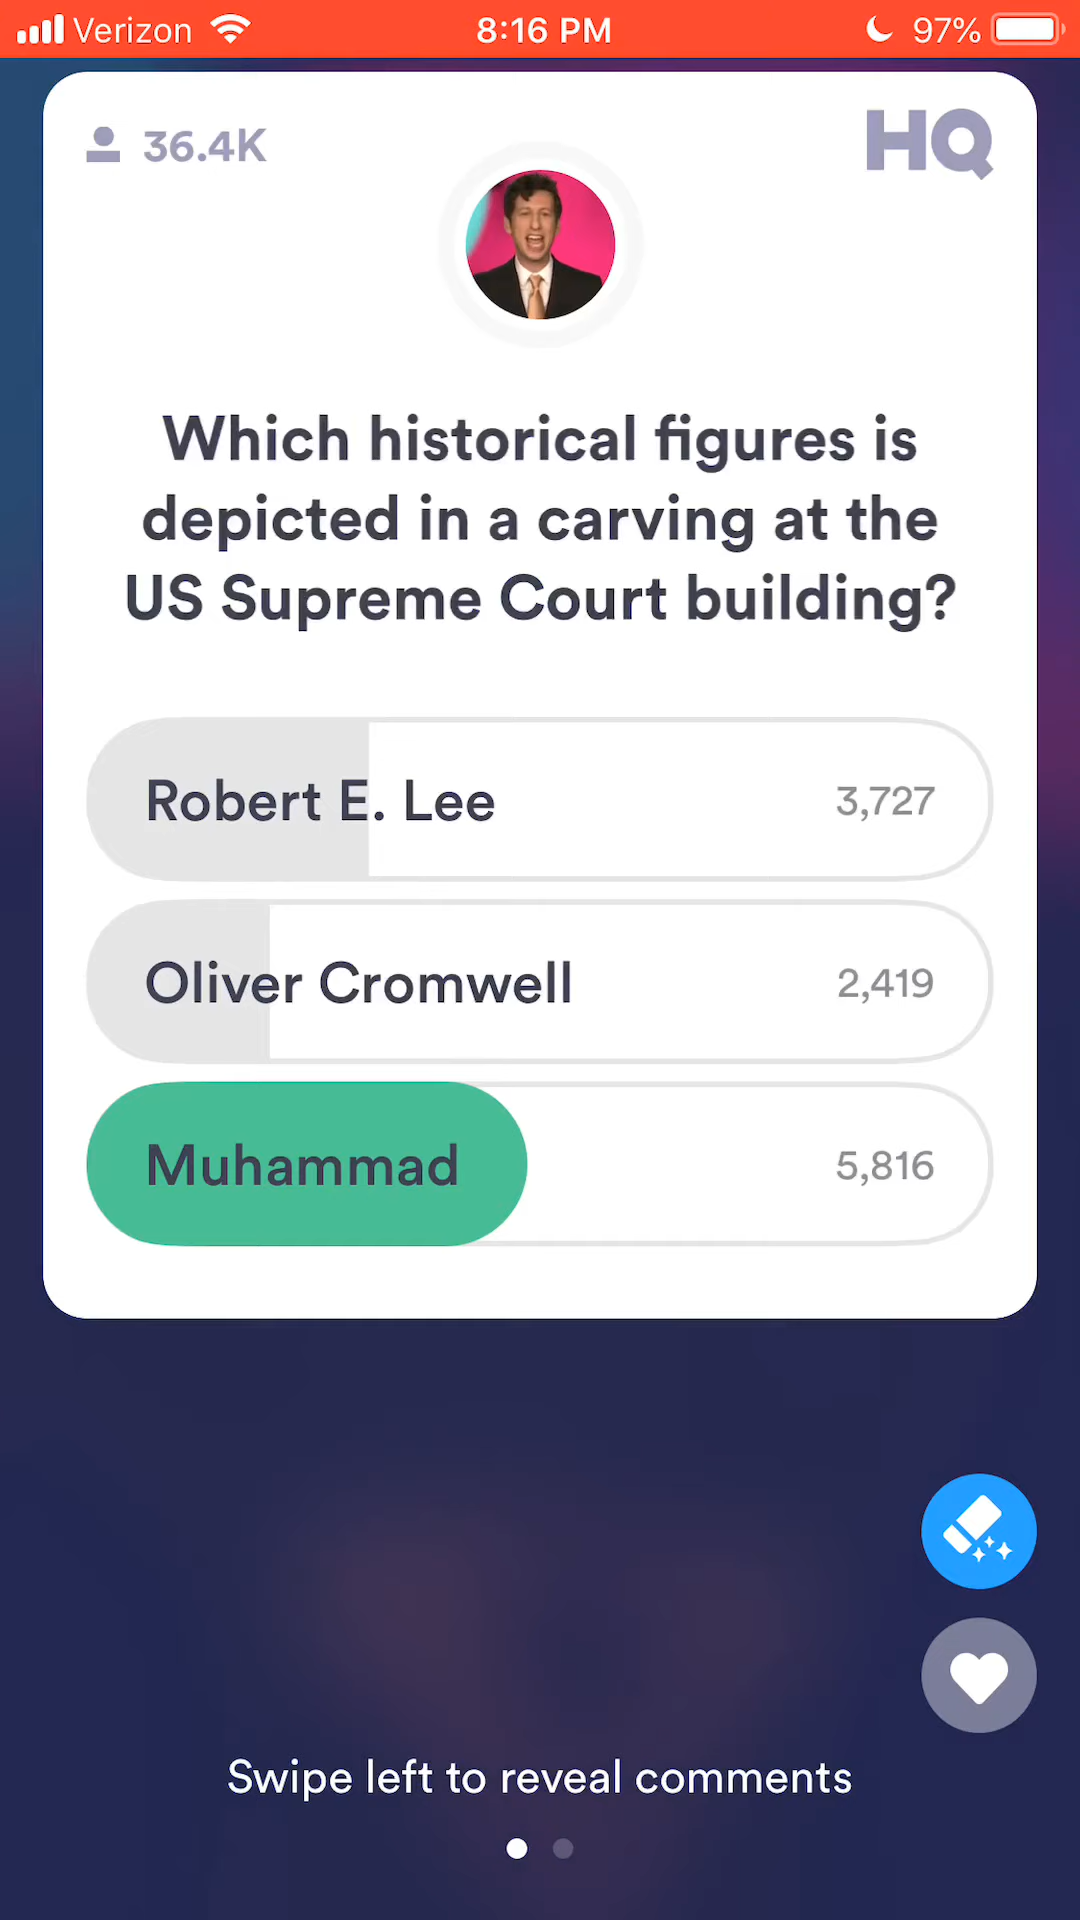 Verizon 8:16 PM 97%
36.4K HQ
Which historical figures is
depicted in a carving at the
US Supreme Court building?
Robert E. Lee 3,727
Oliver Cromwell 2,419
Muhammad 5,816
Swipe left to reveal comments